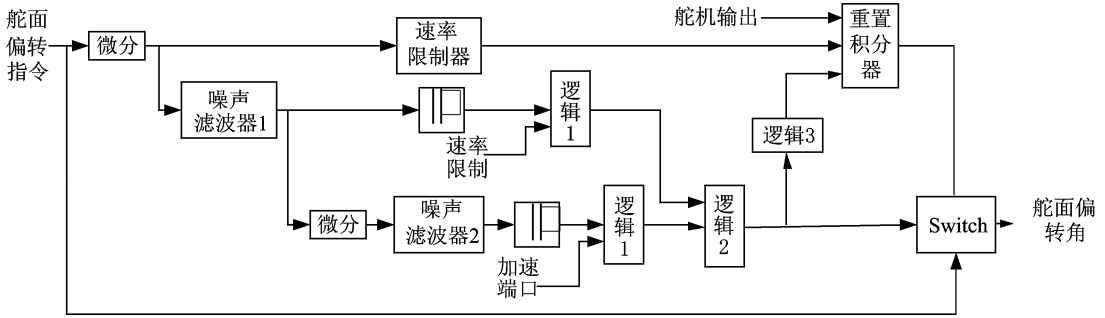 舵面
偏转
指令
微分
速率
限制器
舵机输出
重置
积分
器
噪声
滤波器1
速率
限制
逻
辑
1
逻辑3
微分
噪声
滤波器2
加速
端口
逻
辑
1
逻
辑
2
Switch
舵面偏
转角